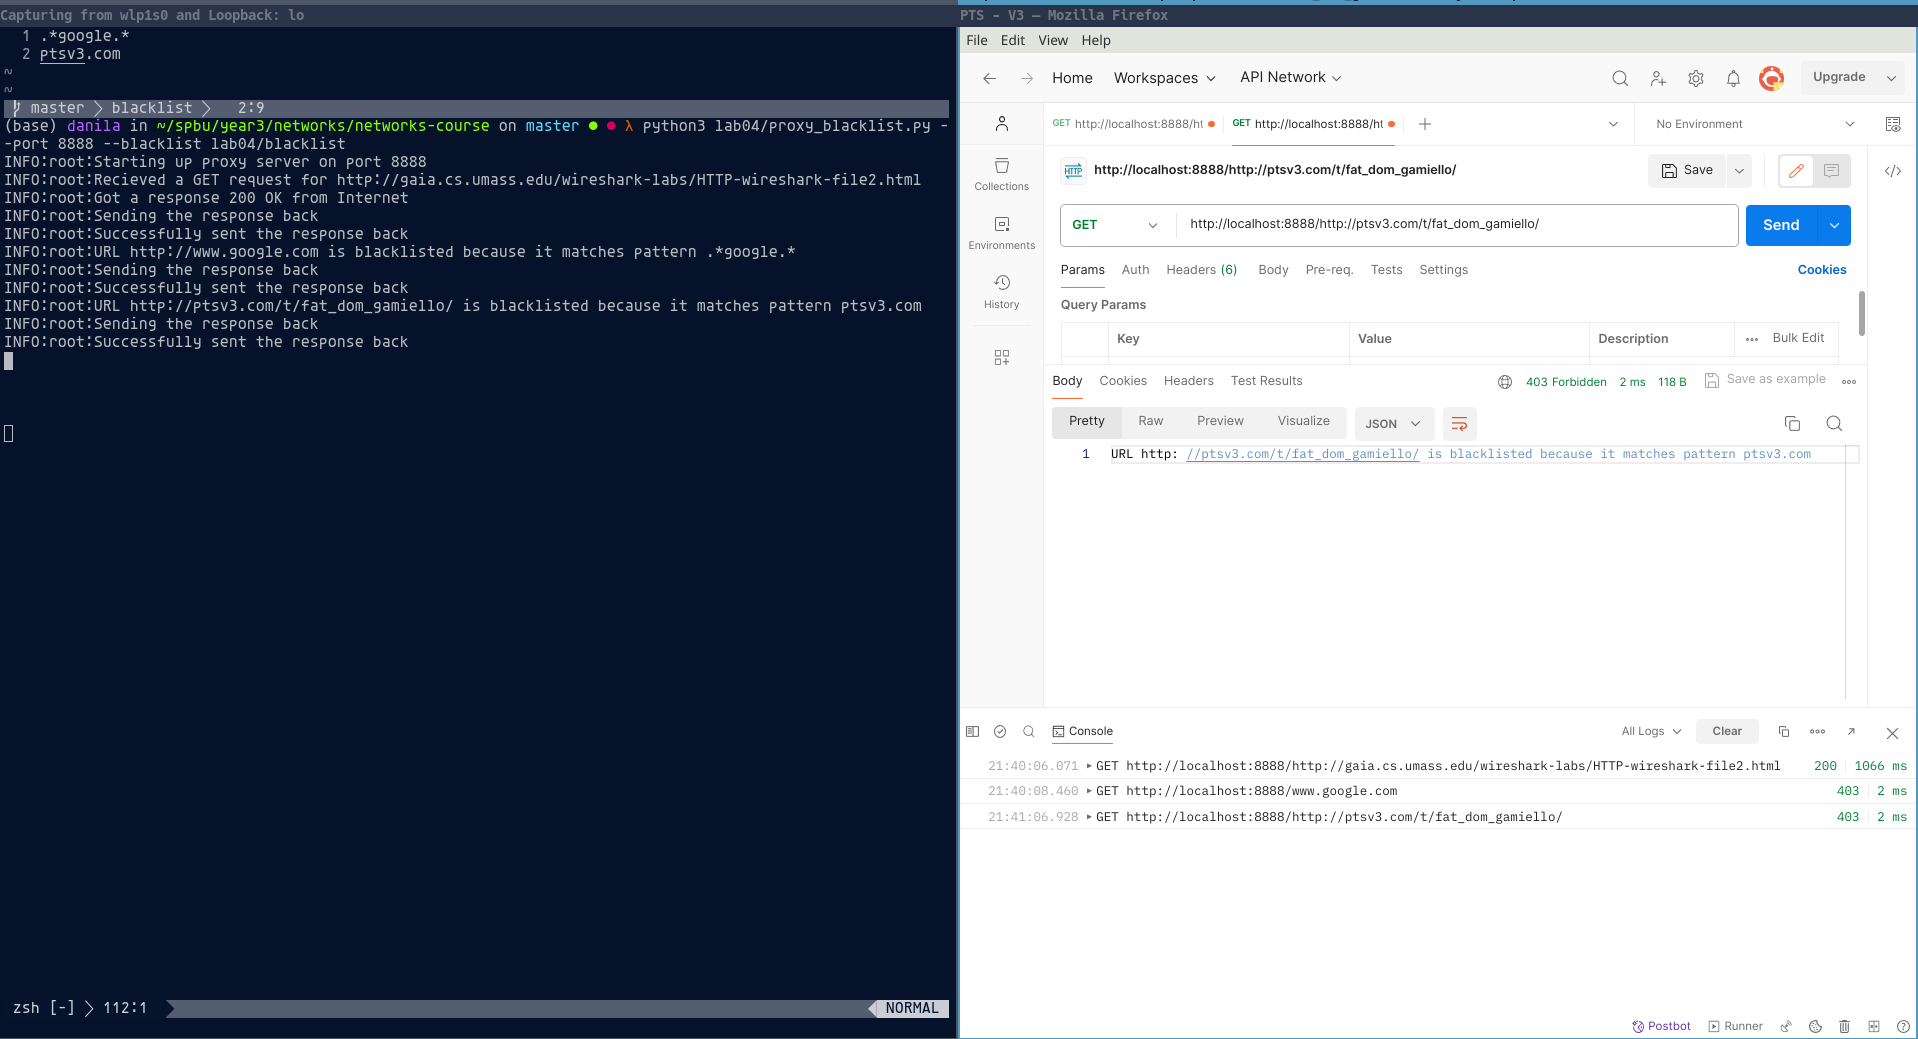 Capturing from wlp1s0 and Loopback: lo
1 .*google.*
2 ptsv3.com
~
~
master blacklist 2:9
(base) danila in ~/spbu/year3/networks/networks-course on master ● ● λ python3 lab04/proxy_blacklist.py -
-port 8888 --blacklist lab04/blacklist
INFO:root:Starting up proxy server on port 8888
INFO:root:Recieved a GET request for http://gaia.cs.umass.edu/wireshark-labs/HTTP-wireshark-file2.html
INFO:root:Got a response 200 OK from Internet
INFO:root:Sending the response back
INFO:root:Successfully sent the response back
INFO:root:URL http://www.google.com is blacklisted because it matches pattern .*google.*
INFO:root:Sending the response back
INFO:root:Successfully sent the response back
INFO:root:URL http://ptsv3.com/t/fat_dom_gamiello/ is blacklisted because it matches pattern ptsv3.com
INFO:root:Sending the response back
INFO:root:Successfully sent the response back
zsh [-] 112:1 NORMAL
PTS - V3 — Mozilla Firefox
File Edit View Help
Home Workspaces API Network Upgrade
GET http://localhost:8888/ht GET http://localhost:8888/ht No Environment
Collections
Environments
History
HTTP http://localhost:8888/http://ptsv3.com/t/fat_dom_gamiello/ Save
GET http://localhost:8888/http://ptsv3.com/t/fat_dom_gamiello/ Send
Params Auth Headers (6) Body Pre-req. Tests Settings Cookies
Query Params
Key Value Description Bulk Edit
Body Cookies Headers Test Results 403 Forbidden 2 ms 118 B Save as example
Pretty Raw Preview Visualize JSON
1 URL http: //ptsv3.com/t/fat_dom_gamiello/ is blacklisted because it matches pattern ptsv3.com
Console All Logs Clear
21:40:06.071 GET http://localhost:8888/http://gaia.cs.umass.edu/wireshark-labs/HTTP-wireshark-file2.html 200 1066 ms
21:40:08.460 GET http://localhost:8888/www.google.com 403 2 ms
21:41:06.928 GET http://localhost:8888/http://ptsv3.com/t/fat_dom_gamiello/ 403 2 ms
Postbot Runner